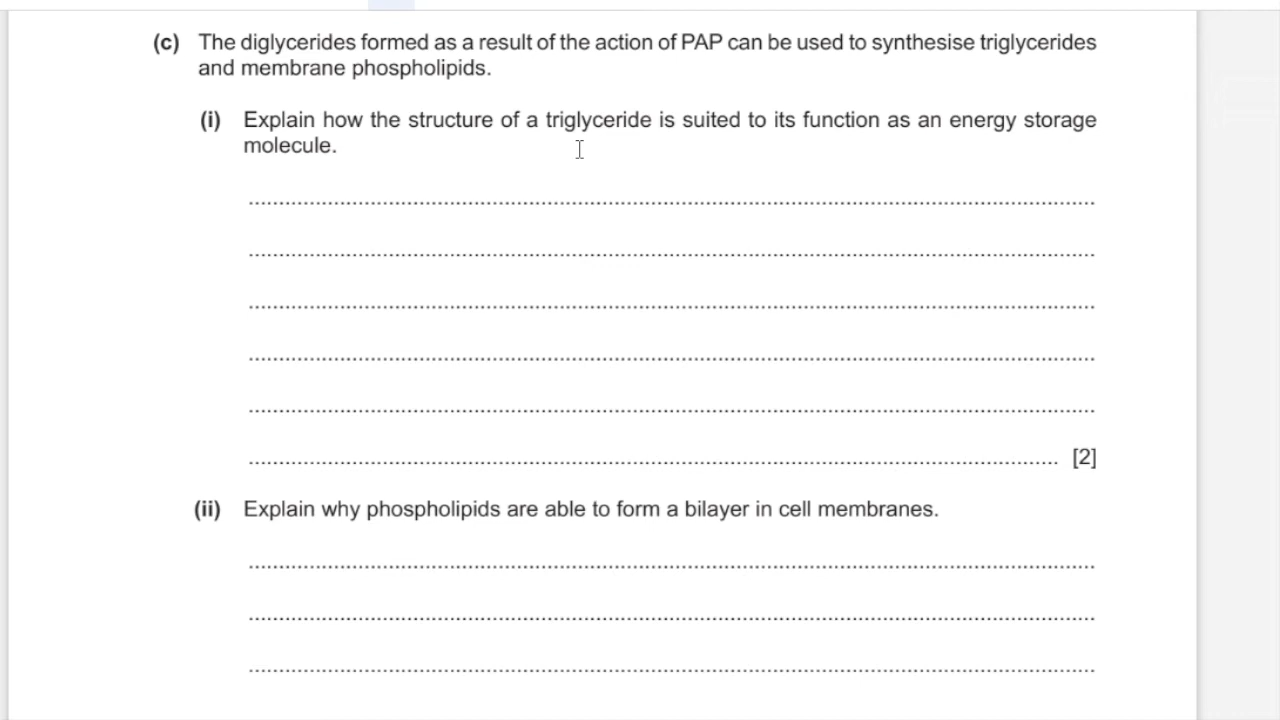 (c) The diglycerides formed as a result of the action of PAP can be used to synthesise triglycerides
and membrane phospholipids.
(i) Explain how the structure of a triglyceride is suited to its function as an energy storage
molecule.
..........................................................................................................................................
..........................................................................................................................................
..........................................................................................................................................
..........................................................................................................................................
..........................................................................................................................................
.................................................................................................................................... [2]
(ii) Explain why phospholipids are able to form a bilayer in cell membranes.
..........................................................................................................................................
..........................................................................................................................................
..........................................................................................................................................